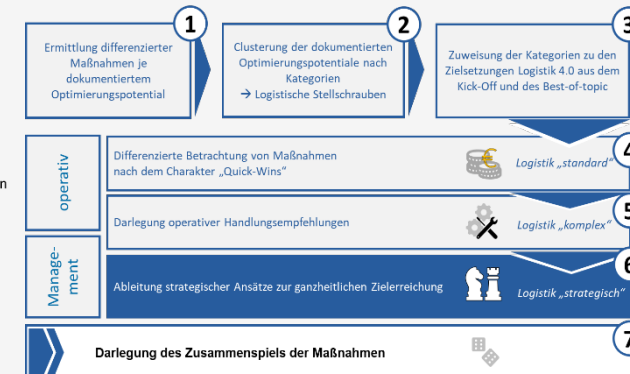 1
Ermittlung differenzierter
Maßnahmen je
dokumentiertem
Optimierungspotential
2
Clusterung der dokumentierten
Optimierungspotentiale nach
Kategorien
→ Logistische Stellschrauben
3
Zuweisung der Kategorien zu den
Zielsetzungen Logistik 4.0 aus dem
Kick-Off und des Best-of-topic
n
operativ
Differenzierte Betrachtung von Maßnahmen
nach dem Charakter „Quick-Wins“
Logistik „standard“
4
Darlegung operativer Handlungsempfehlungen
Logistik „komplex“
5
Manage-
ment
Ableitung strategischer Ansätze zur ganzheitlichen Zielerreichung
Logistik „strategisch“
6
Darlegung des Zusammenspiels der Maßnahmen
7